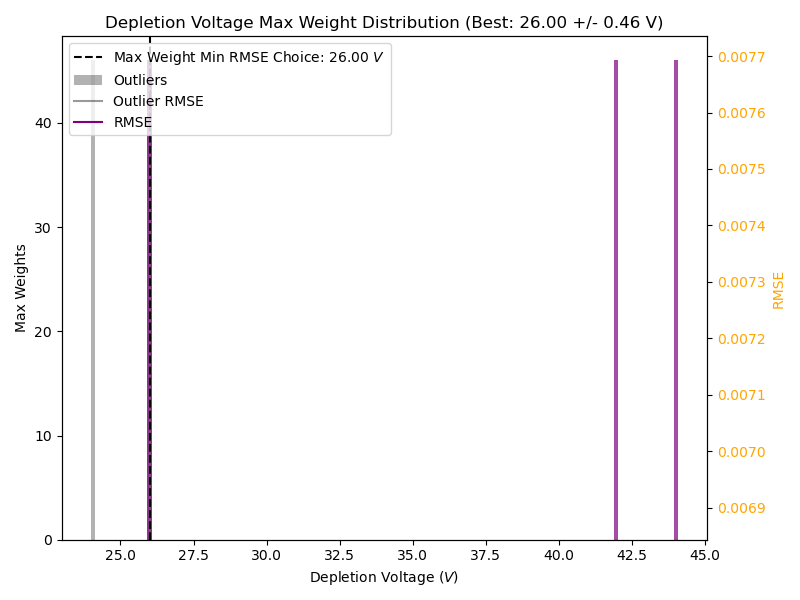 Depletion Voltage Max Weight Distribution (Best: 26.00 +/- 0.46 V)
Max Weight Min RMSE Choice: 26.00 V
Outliers
Outlier RMSE
RMSE
Max Weights
40
30
20
10
0
0.0077
0.0076
0.0075
0.0074
0.0073
0.0072
0.0071
0.0070
0.0069
RMSE
25.0 27.5 30.0 32.5 35.0 37.5 40.0 42.5 45.0
Depletion Voltage (V)